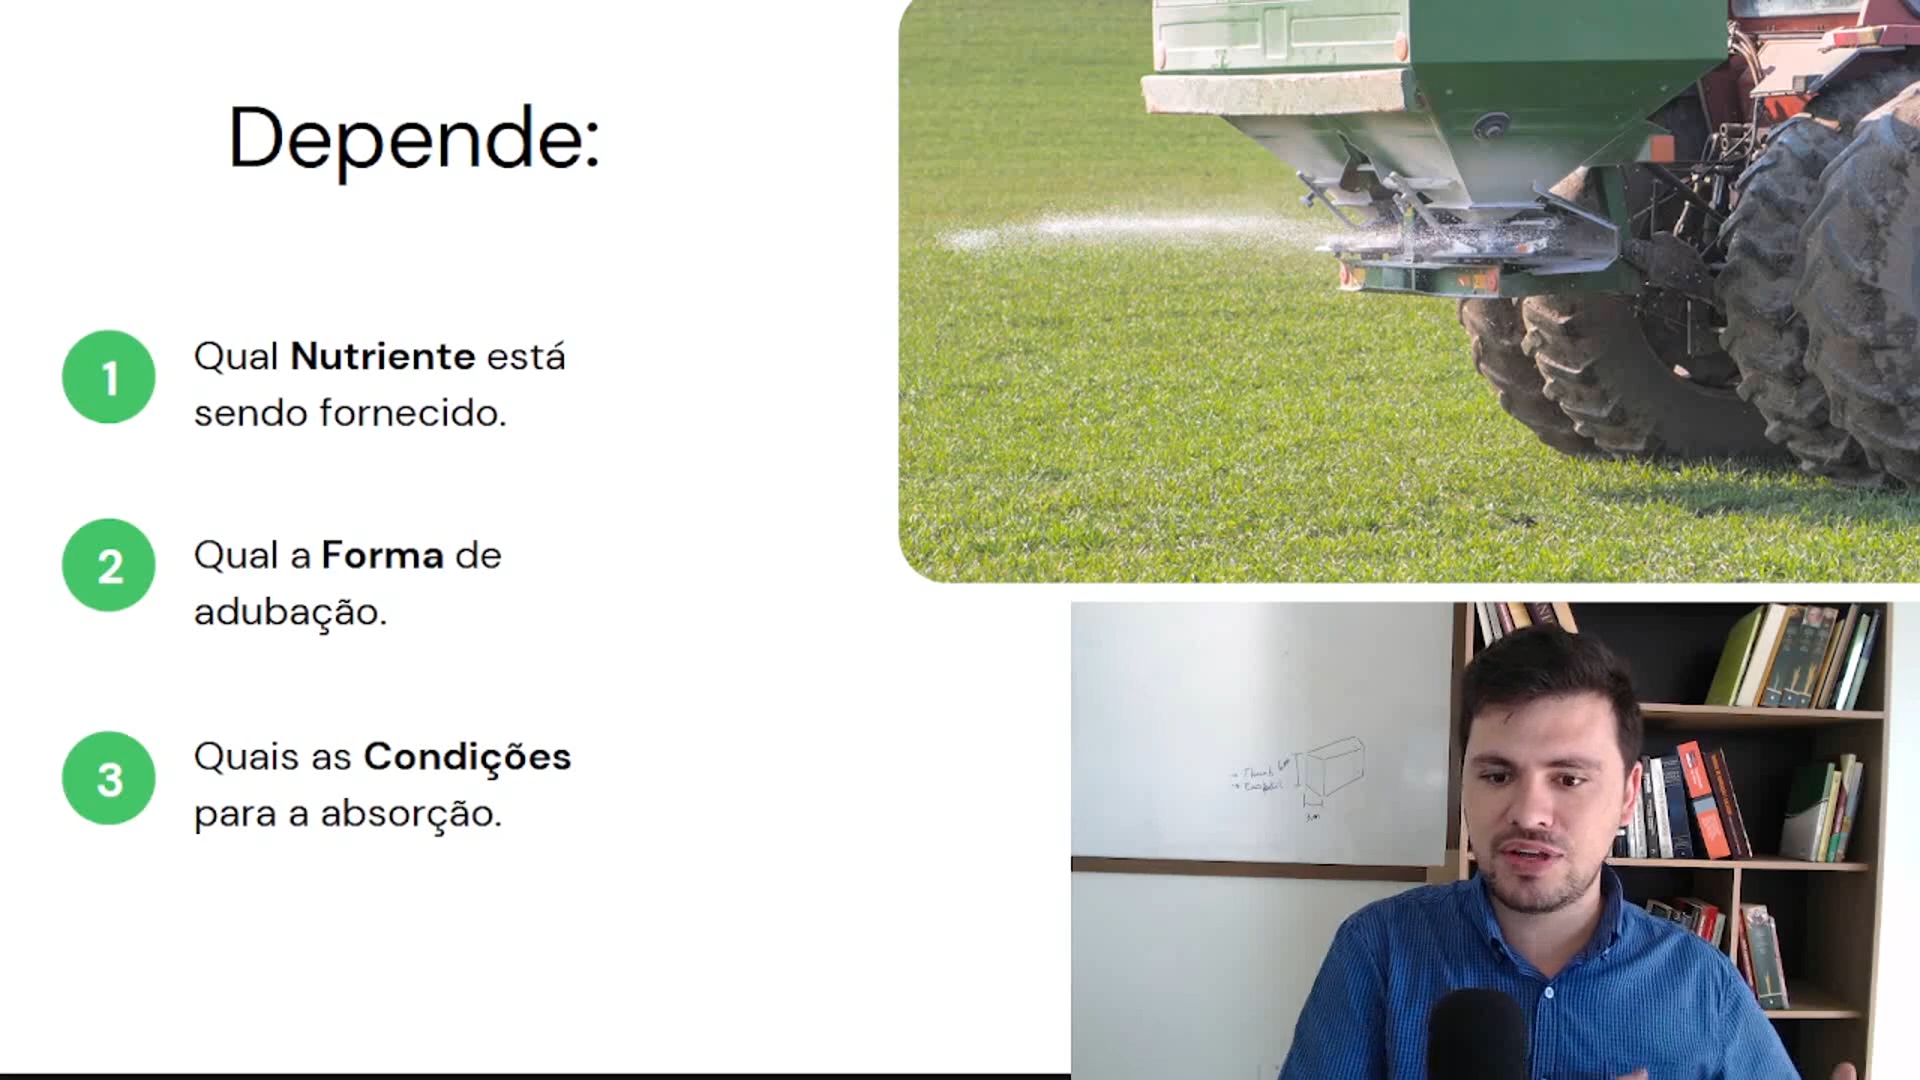 Depende:
1
Qual Nutriente está
sendo fornecido.
2
Qual a Forma de
adubação.
3
Quais as Condições
para a absorção.